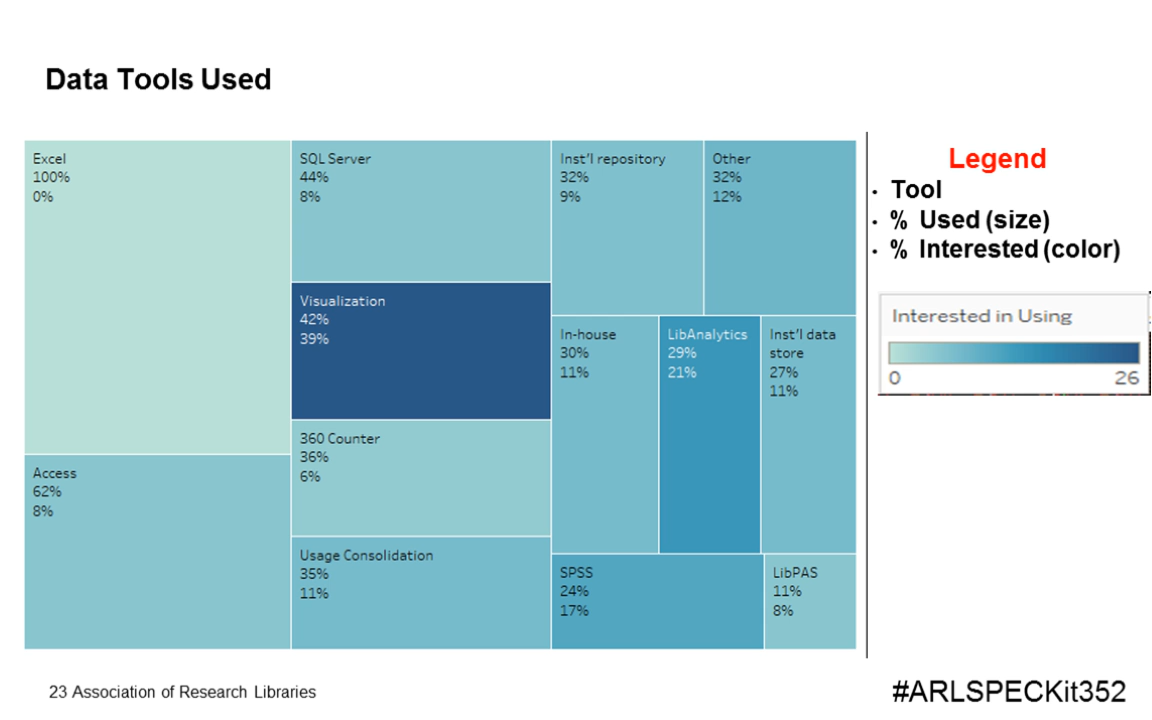 Data Tools Used
Excel
100%
0%
Access
62%
8%
SQL Server
44%
8%
Visualization
42%
39%
360 Counter
36%
6%
Usage Consolidation
35%
11%
Inst'l repository
32%
9%
Other
32%
12%
In-house
30%
11%
LibAnalytics
29%
21%
Inst'l data
store
27%
11%
SPSS
24%
17%
LibPAS
11%
8%
Legend
· Tool
· % Used (size)
· % Interested (color)
Interested in Using
0 26
23 Association of Research Libraries
#ARLSPECKit352